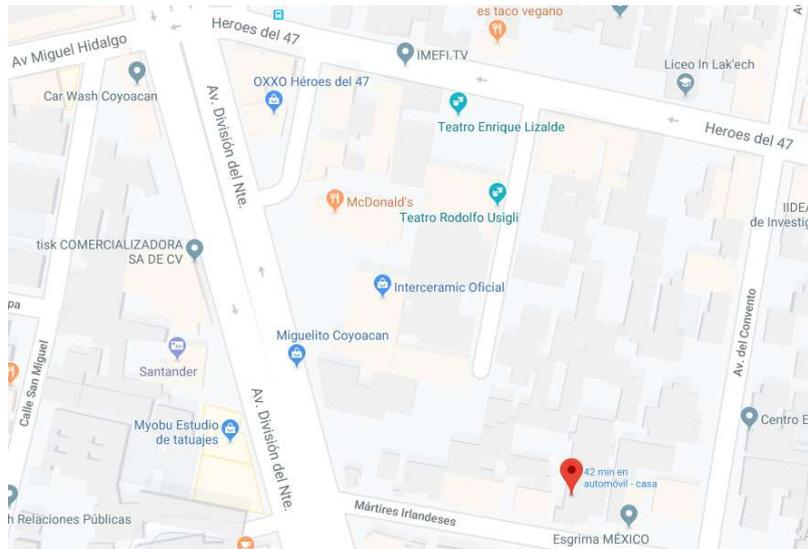 es taco vegano
Heroes del 47
Av Miguel Hidalgo
IMEFI.TV
Liceo In Lak'ech
OXXO Héroes del 47
Car Wash Coyoacan
Teatro Enrique Lizalde
Heroes del 47
Av. División del Nte.
McDonald's
Teatro Rodolfo Usigli
IIDEA
de Investig
tisk COMERCIALIZADORA
SA DE CV
Interceramic Oficial
pa
Miguelito Coyoacan
Av. del Convento
Calle San Miguel
Santander
Av. División del Nte.
Myobu Estudio
de tatuajes
Centro E
42 min en
automóvil - casa
Mártires Irlandeses
h Relaciones Públicas
Esgrima MÉXICO